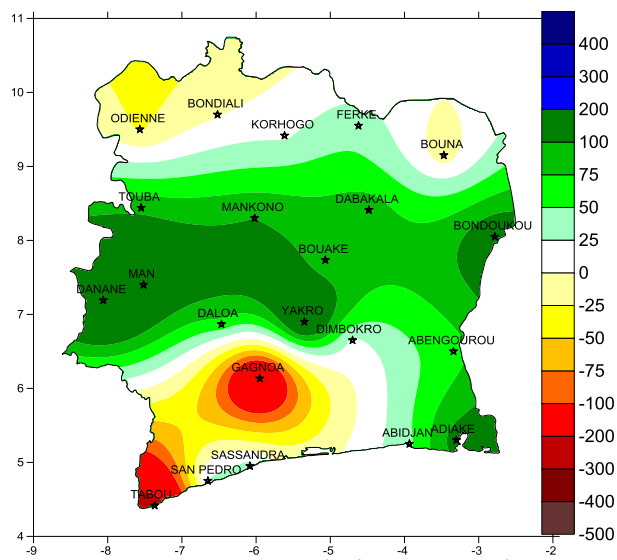 11
400
10
300
BONDIALI
ODIENNE
FERKE
200
KORHOGO
100
BOUNA
9
75
TOUBA
DABAKALA
MANKONO
50
BONDOUKOU
8
25
BOUAKE
MAN
0
DANANE
-25
YAKRO
7
DALOA
DIMBOKRO
-50
ABENGOUROU
GAGNOA
-75
6
-100
ABIDJAN
ADIAKE
-200
SASSANDRA
5
SAN PEDRO
-300
TABOU
-400
4
-500
-9
-8
-7
-6
-5
-4
-3
-2